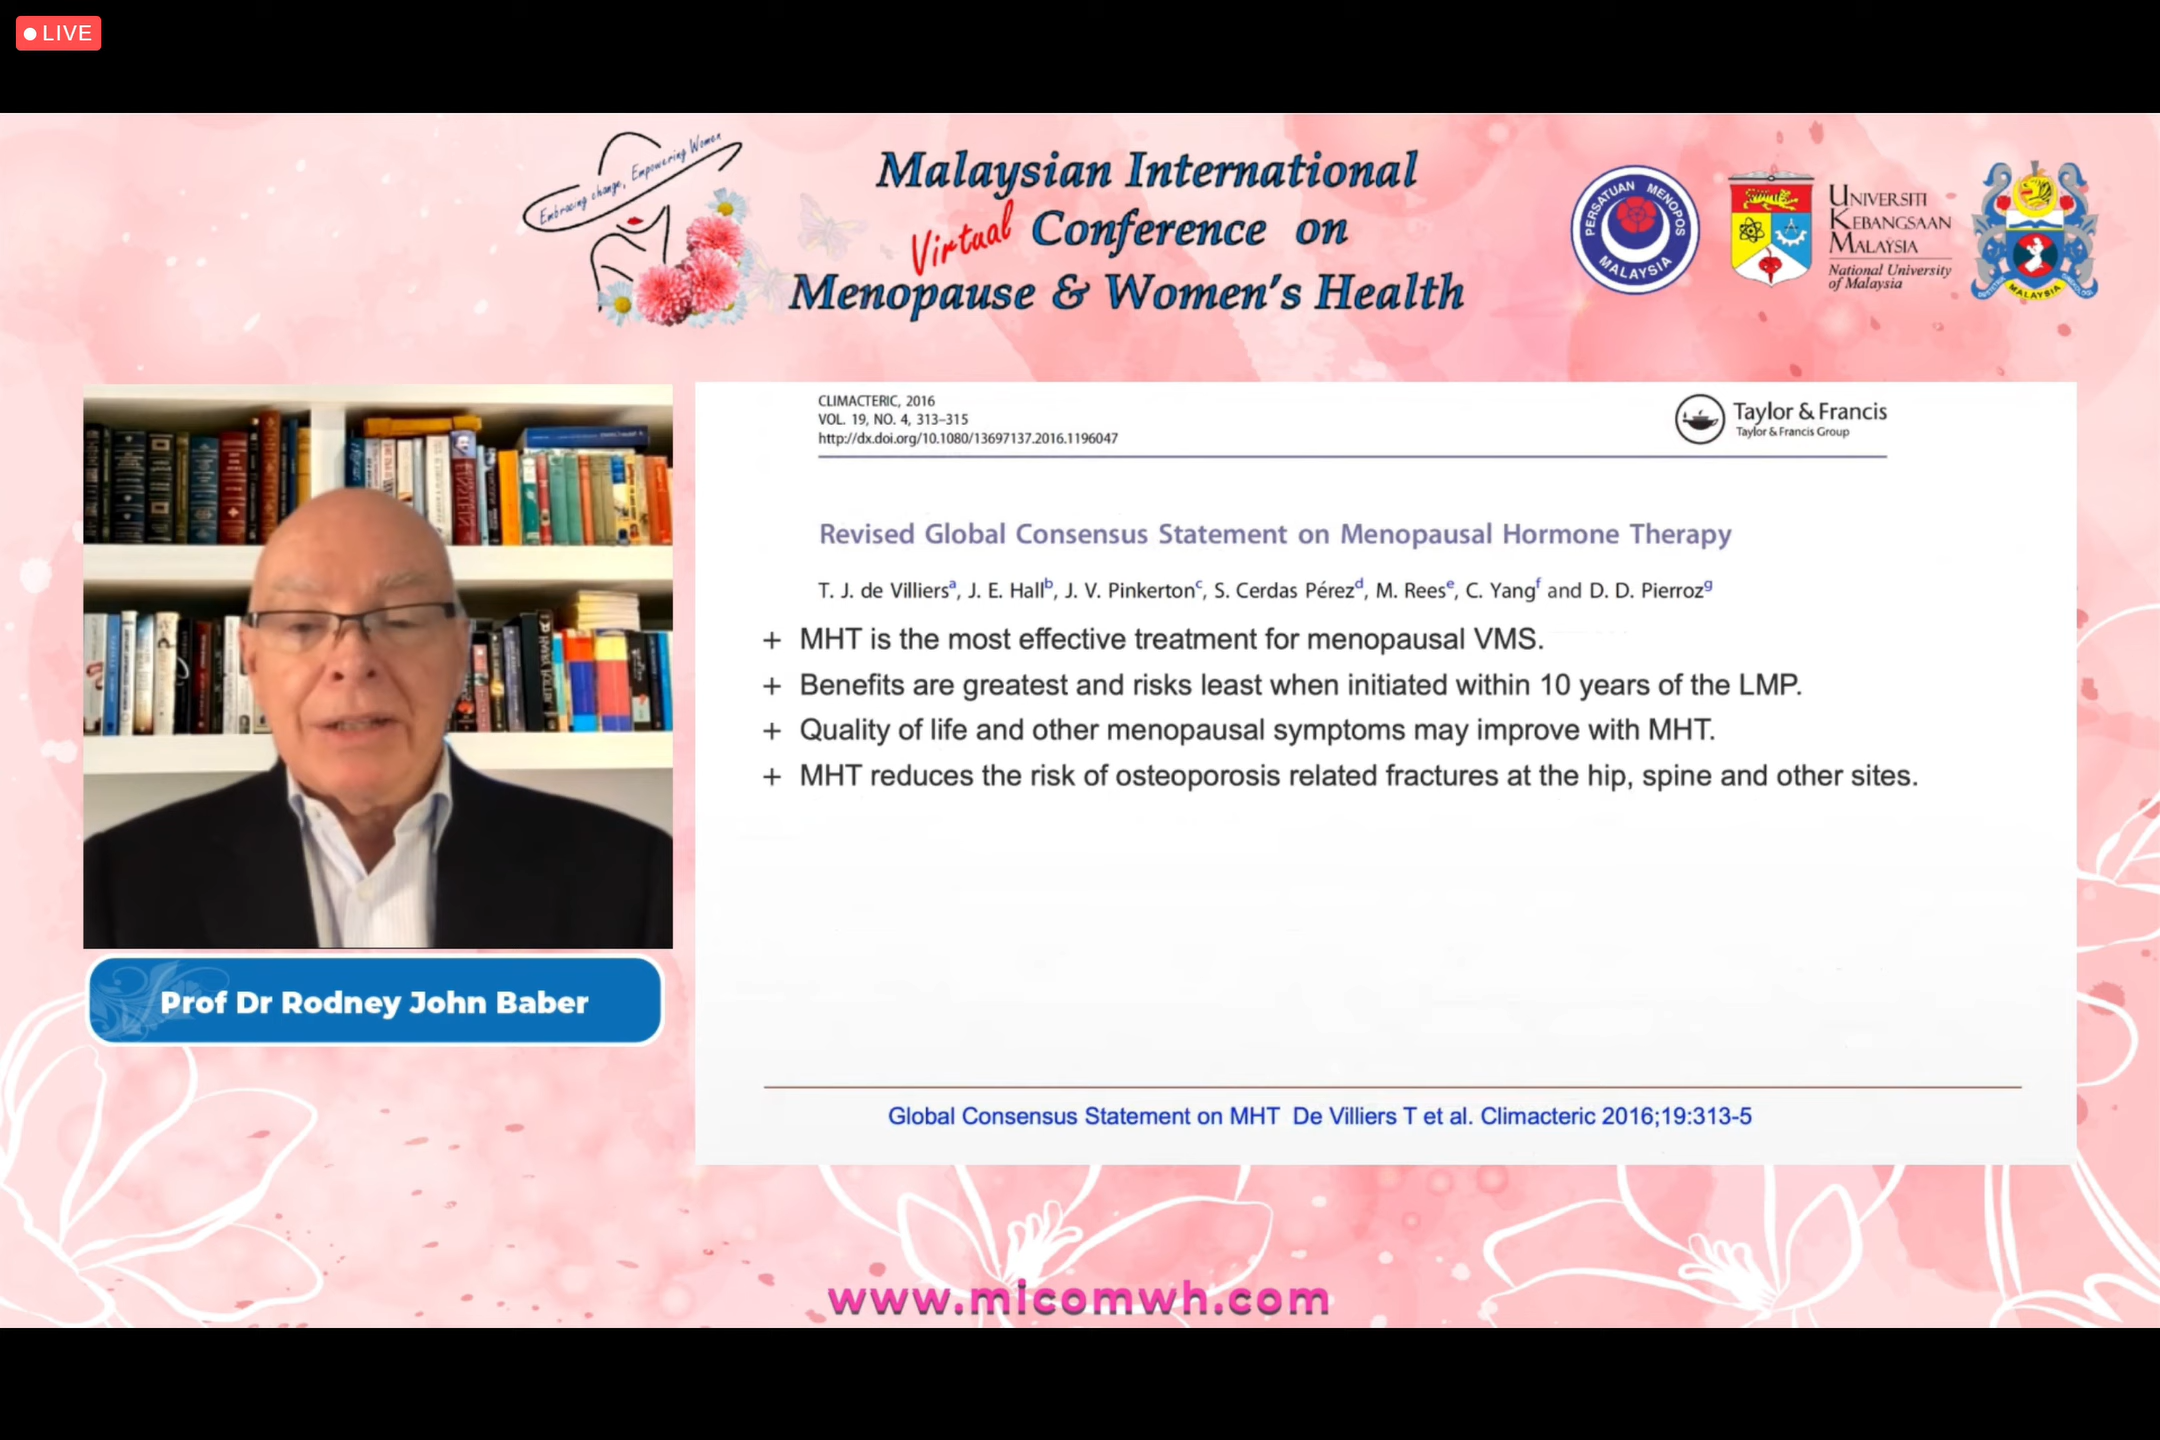 LIVE
Embracing change, Empowering Women
Malaysian International
Virtual Conference on
Menopause & Women's Health
PERSATUAN MENOPOS
MALAYSIA
UNIVERSITI
KEBANGSAAN
MALAYSIA
National University
of Malaysia
MALAYSIA
CLIMACTERIC, 2016
VOL. 19, NO. 4, 313–315
http://dx.doi.org/10.1080/13697137.2016.1196047
Taylor & Francis
Taylor & Francis Group
Revised Global Consensus Statement on Menopausal Hormone Therapy
T. J. de Villiersᵃ, J. E. Hallᵇ, J. V. Pinkertonᶜ, S. Cerdas Pérezᵈ, M. Reesᵉ, C. Yangᶠ and D. D. Pierrozᵍ
+ MHT is the most effective treatment for menopausal VMS.
+ Benefits are greatest and risks least when initiated within 10 years of the LMP.
+ Quality of life and other menopausal symptoms may improve with MHT.
+ MHT reduces the risk of osteoporosis related fractures at the hip, spine and other sites.
Global Consensus Statement on MHT De Villiers T et al. Climacteric 2016;19:313-5
EINSTEIN
Prof Dr Rodney John Baber
www.micomwh.com